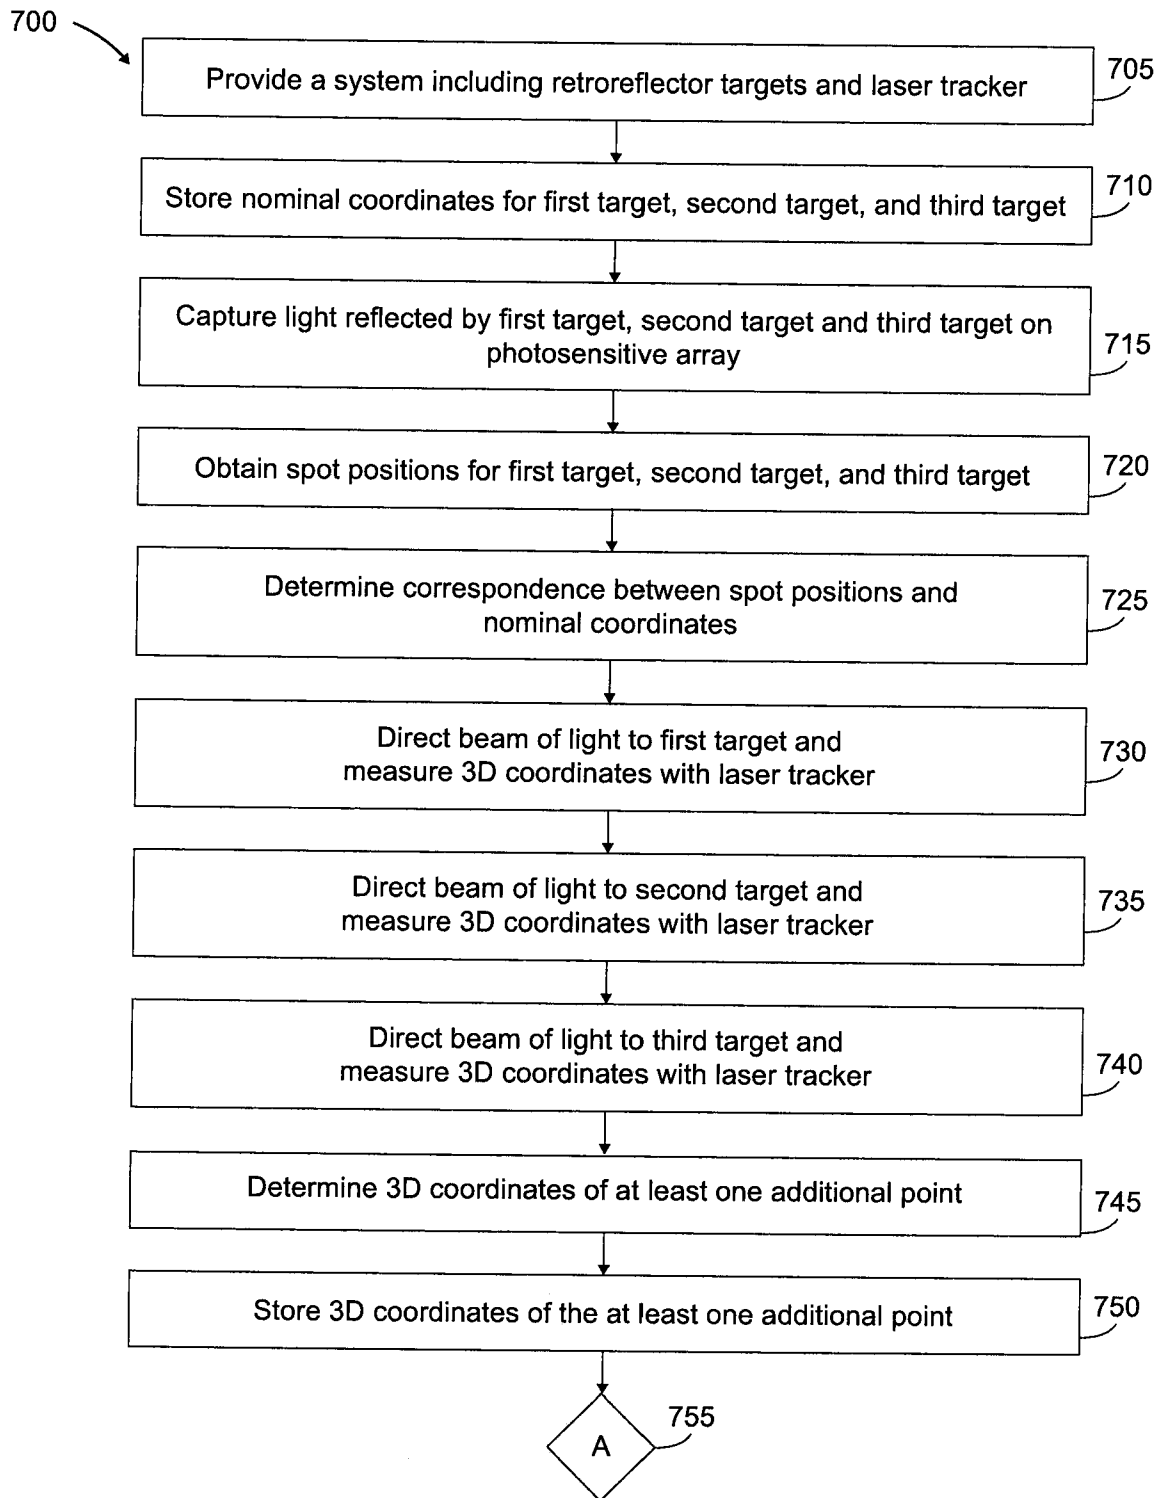 700
Provide a system including retroreflector targets and laser tracker
705
Store nominal coordinates for first target, second target, and third target
710
Capture light reflected by first target, second target and third target on
photosensitive array
715
Obtain spot positions for first target, second target, and third target
720
Determine correspondence between spot positions and
nominal coordinates
725
Direct beam of light to first target and
measure 3D coordinates with laser tracker
730
Direct beam of light to second target and
measure 3D coordinates with laser tracker
735
Direct beam of light to third target and
measure 3D coordinates with laser tracker
740
Determine 3D coordinates of at least one additional point
745
Store 3D coordinates of the at least one additional point
750
A
755